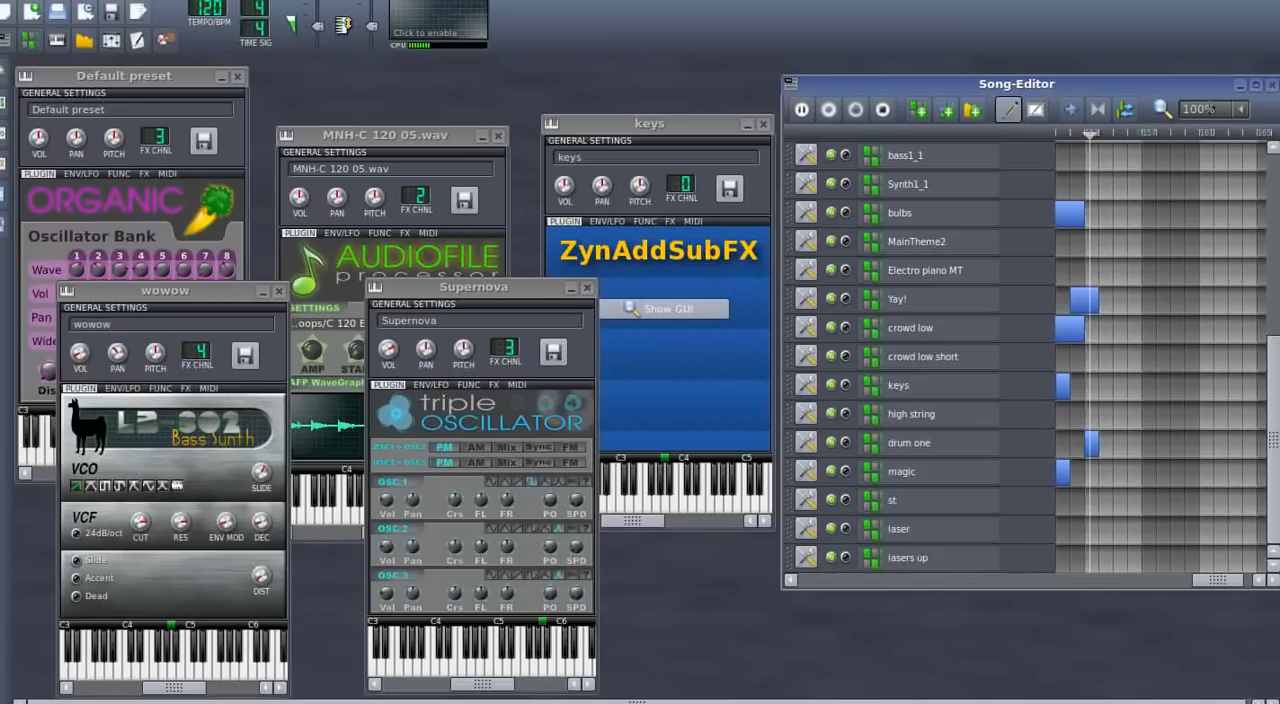 120
4
TEMPO/BPM
4
TIME SIG
Click to enable
CPU
Default preset
GENERAL SETTINGS
Default preset
VOL PAN PITCH 3 FX CHNL
PLUGIN ENV/LFO FUNC FX MIDI
ORGANIC
Oscillator Bank
1 2 3 4 5 6 7 8
Wave
Vol
Pan
C3
MNH-C 120 05.wav
GENERAL SETTINGS
MNH-C 120 05.wav
VOL PAN PITCH 2 FX CHNL
PLUGIN ENV/LFO FUNC FX MIDI
AUDIOFILE
processor
AMP
C4
keys
GENERAL SETTINGS
keys
VOL PAN PITCH 0 FX CHNL
PLUGIN ENV/LFO FUNC FX MIDI
ZynAddSubFX
Show GUI
C3 C4 C5
wowow
GENERAL SETTINGS
wowow
VOL PAN PITCH 4 FX CHNL
PLUGIN ENV/LFO FUNC FX MIDI
LB 302
Bass Synth
VCO
SLIDE
VCF
24dB/oct CUT RES ENV MOD DEC
Slide
Accent
Dead
DIST
C3 C4 C5 C6
Supernova
GENERAL SETTINGS
Supernova
VOL PAN PITCH 3 FX CHNL
PLUGIN ENV/LFO FUNC FX MIDI
triple
OSCILLATOR
PM AM Mix Sync FM
PM AM Mix Sync FM
OSC 1
Vol Pan Crs FL FR PO SPD
OSC 2
Vol Pan Crs FL FR PO SPD
OSC 3
Vol Pan Crs FL FR PO SPD
C3 C4 C5 C6
Song-Editor
100%
bass1_1
Synth1_1
bulbs
MainTheme2
Electro piano MT
Yay!
crowd low
crowd low short
keys
high string
drum one
magic
st
laser
lasers up